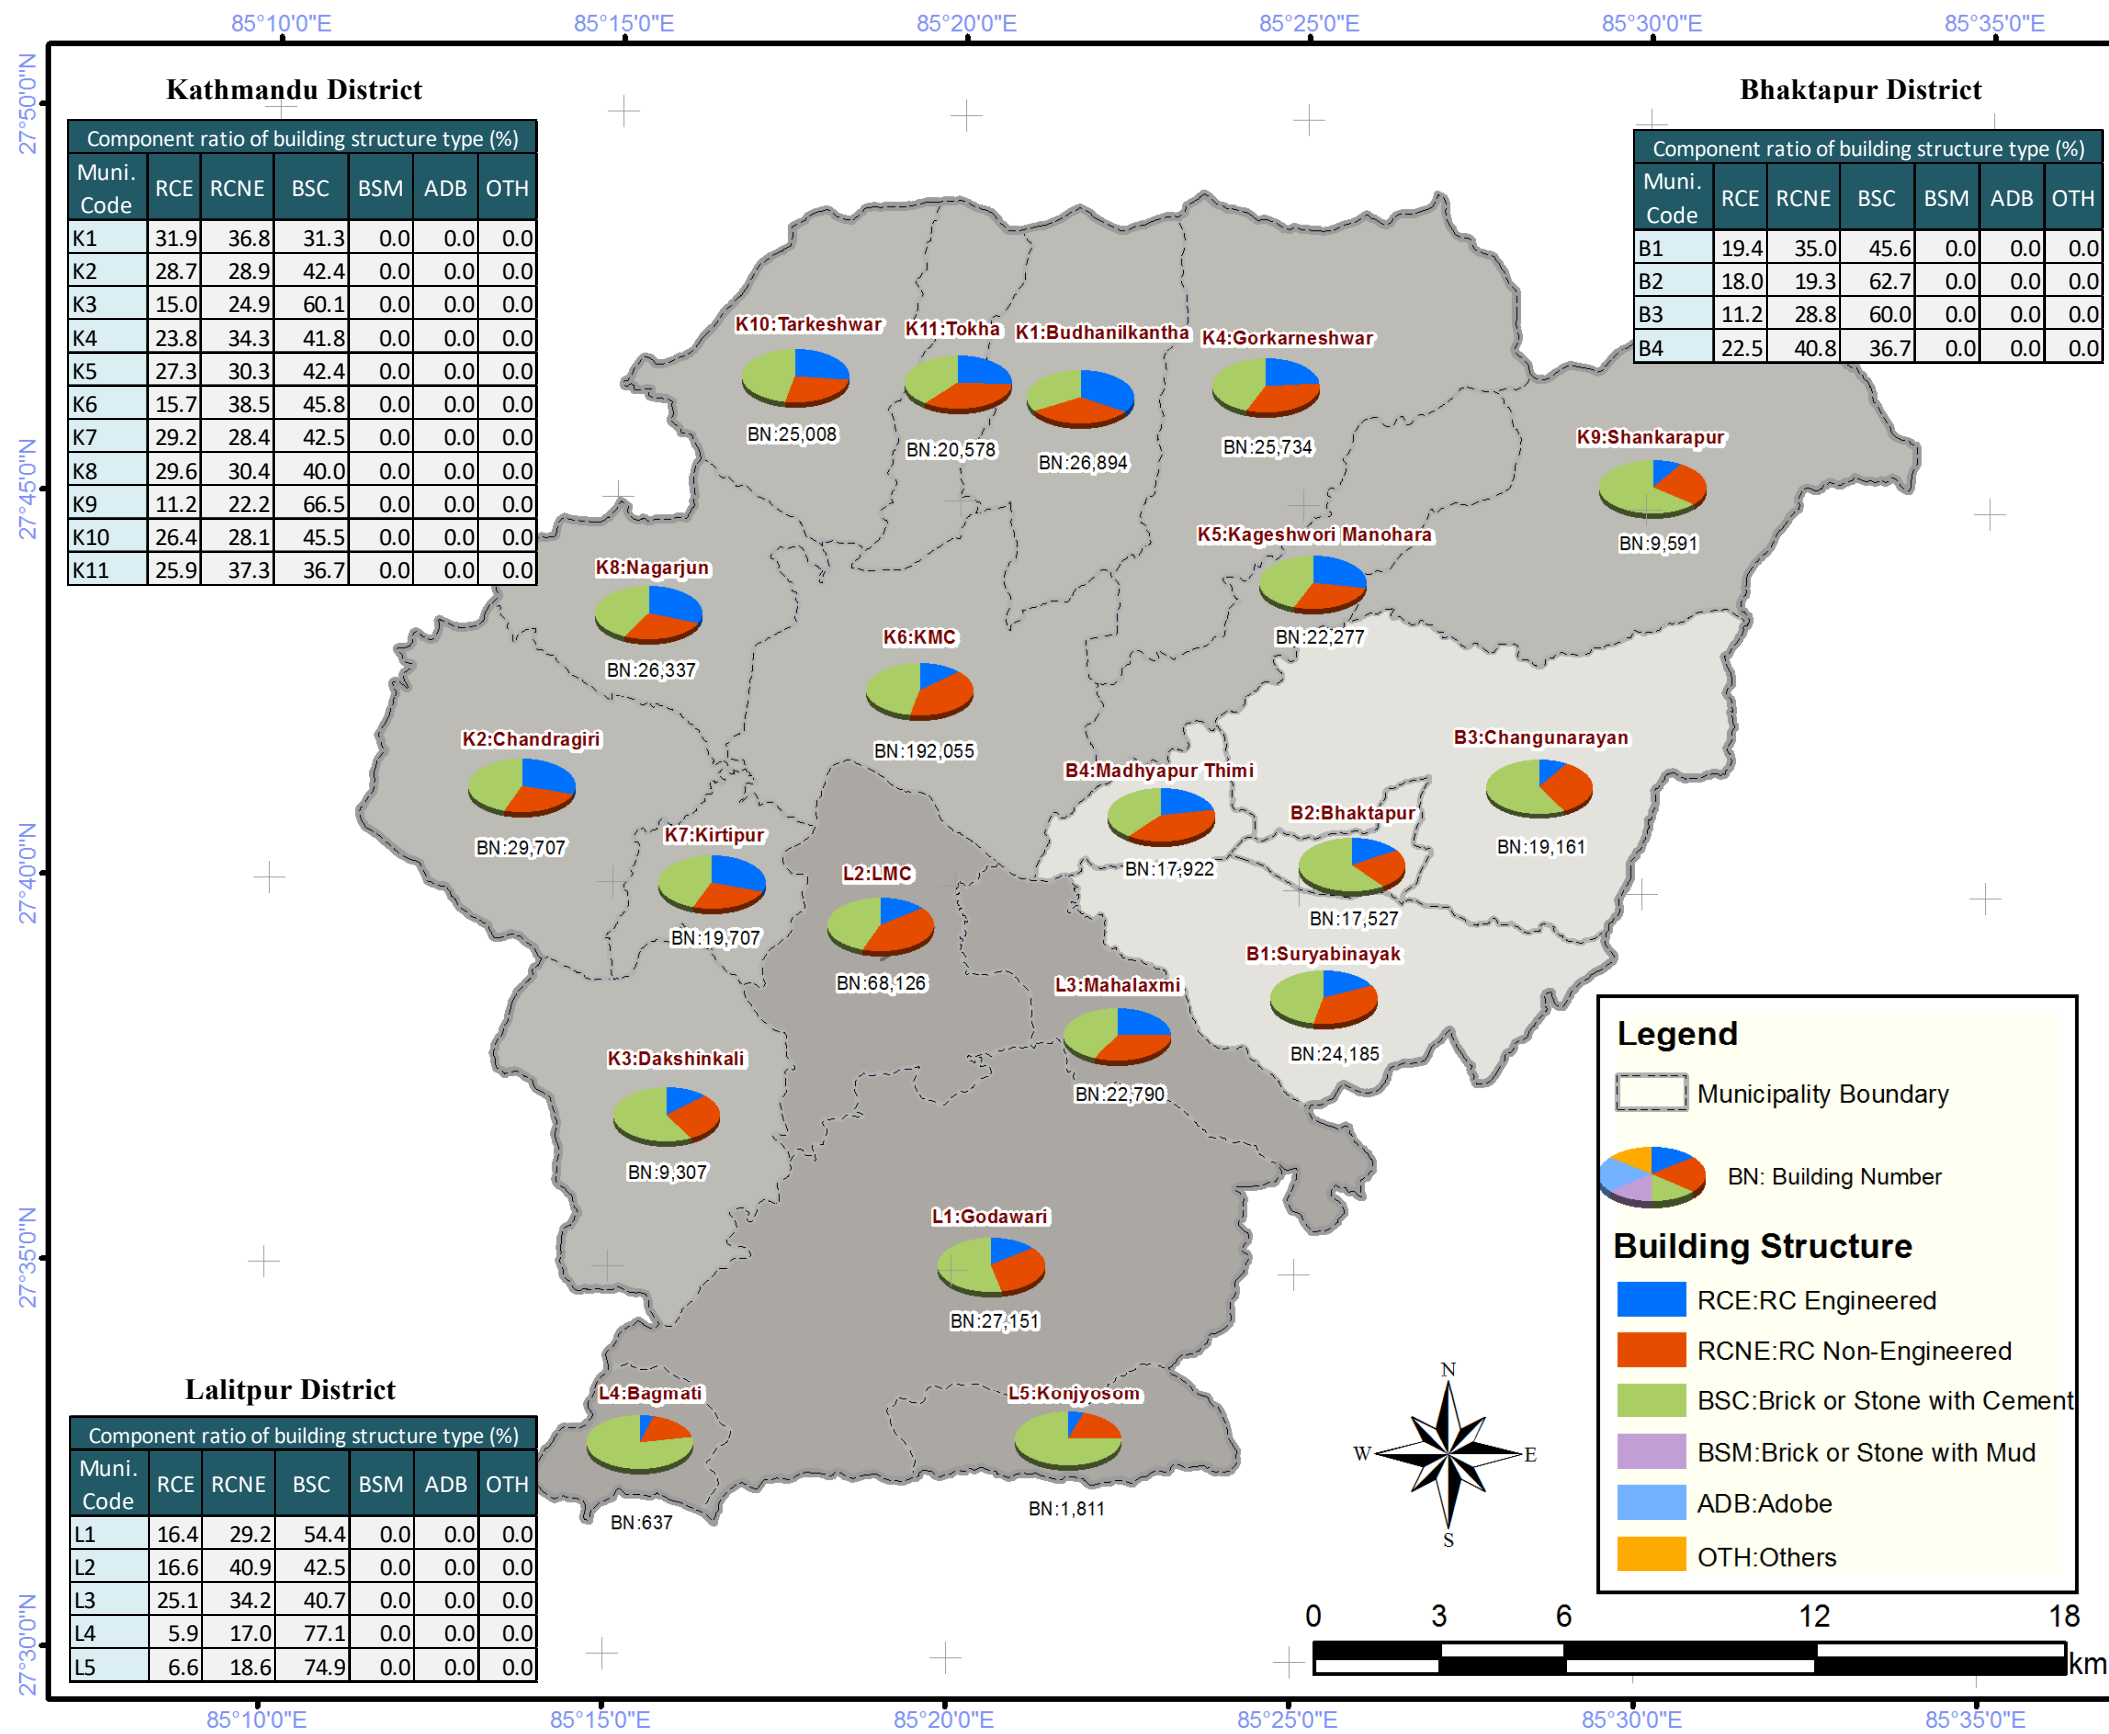 85°10'0"E 85°15'0"E 85°20'0"E 85°25'0"E 85°30'0"E 85°35'0"E
27°50'0"N
27°45'0"N
27°40'0"N
27°35'0"N
27°30'0"N
Kathmandu District
Component ratio of building structure type (%)
Muni. Code RCE RCNE BSC BSM ADB OTH
K1 31.9 36.8 31.3 0.0 0.0 0.0
K2 28.7 28.9 42.4 0.0 0.0 0.0
K3 15.0 24.9 60.1 0.0 0.0 0.0
K4 23.8 34.3 41.8 0.0 0.0 0.0
K5 27.3 30.3 42.4 0.0 0.0 0.0
K6 15.7 38.5 45.8 0.0 0.0 0.0
K7 29.2 28.4 42.5 0.0 0.0 0.0
K8 29.6 30.4 40.0 0.0 0.0 0.0
K9 11.2 22.2 66.5 0.0 0.0 0.0
K10 26.4 28.1 45.5 0.0 0.0 0.0
K11 25.9 37.3 36.7 0.0 0.0 0.0
Bhaktapur District
Component ratio of building structure type (%)
Muni. Code RCE RCNE BSC BSM ADB OTH
B1 19.4 35.0 45.6 0.0 0.0 0.0
B2 18.0 19.3 62.7 0.0 0.0 0.0
B3 11.2 28.8 60.0 0.0 0.0 0.0
B4 22.5 40.8 36.7 0.0 0.0 0.0
K10:Tarkeshwar
BN:25,008
K11:Tokha
BN:20,578
K1:Budhanilkantha
BN:26,894
K4:Gorkarneshwar
BN:25,734
K9:Shankarapur
BN:9,591
K5:Kageshwori Manohara
BN:22,277
K8:Nagarjun
BN:26,337
K6:KMC
BN:192,055
K2:Chandragiri
BN:29,707
B3:Changunarayan
BN:19,161
B4:Madhyapur Thimi
BN:17,922
B2:Bhaktapur
BN:17,527
K7:Kirtipur
BN:19,707
L2:LMC
BN:68,126
B1:Suryabinayak
BN:24,185
L3:Mahalaxmi
BN:22,790
K3:Dakshinkali
BN:9,307
L1:Godawari
BN:27,151
L4:Bagmati
BN:637
L5:Konjyosom
BN:1,811
Lalitpur District
Component ratio of building structure type (%)
Muni. Code RCE RCNE BSC BSM ADB OTH
L1 16.4 29.2 54.4 0.0 0.0 0.0
L2 16.6 40.9 42.5 0.0 0.0 0.0
L3 25.1 34.2 40.7 0.0 0.0 0.0
L4 5.9 17.0 77.1 0.0 0.0 0.0
L5 6.6 18.6 74.9 0.0 0.0 0.0
Legend
Municipality Boundary
BN: Building Number
Building Structure
RCE:RC Engineered
RCNE:RC Non-Engineered
BSC:Brick or Stone with Cement
BSM:Brick or Stone with Mud
ADB:Adobe
OTH:Others
N
W E
S
0 3 6 12 18
km
85°10'0"E 85°15'0"E 85°20'0"E 85°25'0"E 85°30'0"E 85°35'0"E